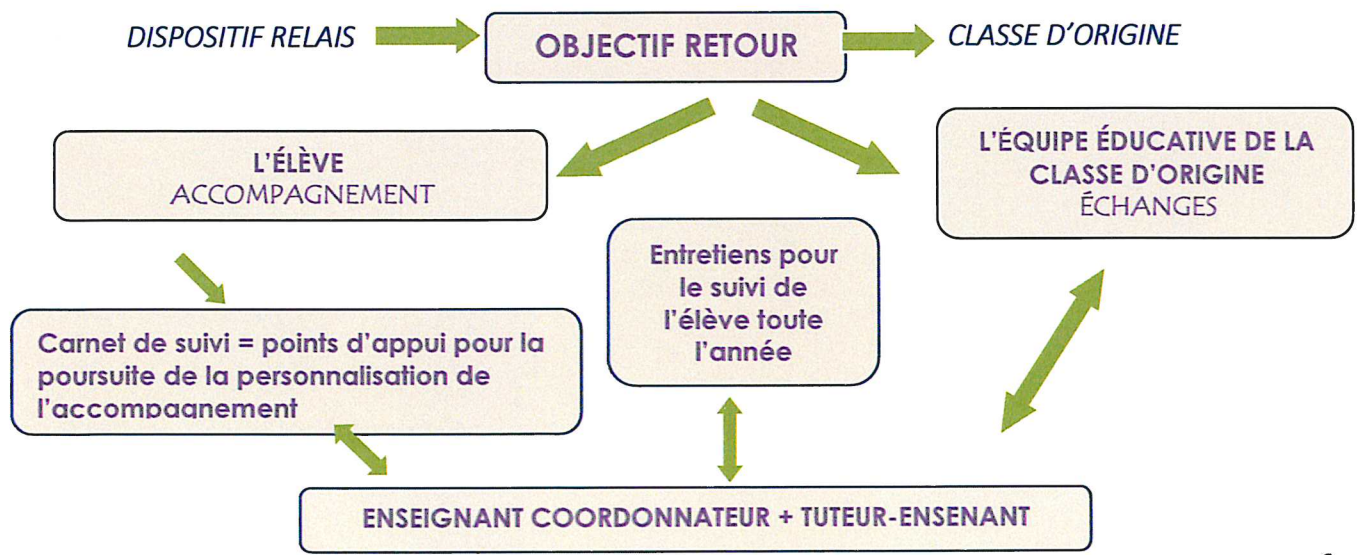 DISPOSITIF RELAIS
OBJECTIF RETOUR
CLASSE D'ORIGINE
L'ÉLÈVE
ACCOMPAGNEMENT
L'ÉQUIPE ÉDUCATIVE DE LA
CLASSE D'ORIGINE
ÉCHANGES
Entretiens pour
le suivi de
l'élève toute
l'année
Carnet de suivi = points d'appui pour la
poursuite de la personnalisation de
l'accompagnement
ENSEIGNANT COORDONNATEUR + TUTEUR-ENSENANT